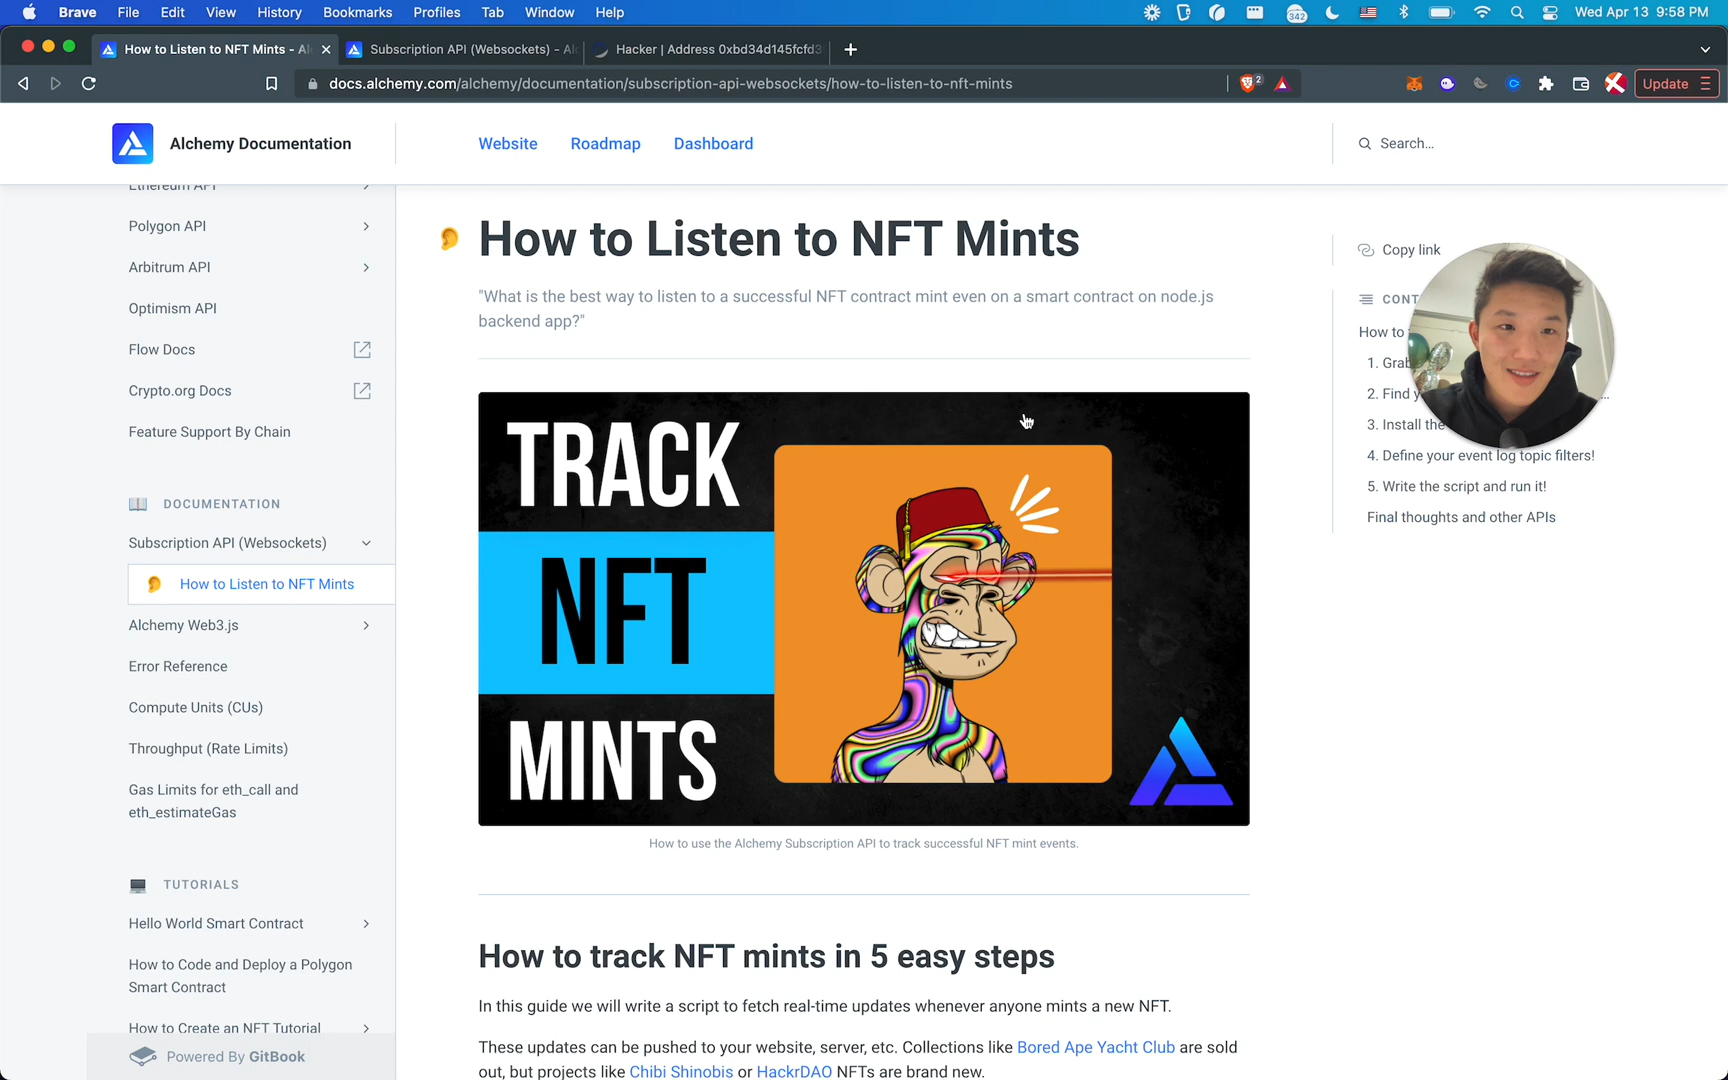 Brave File Edit View History Bookmarks Profiles Tab Window Help 342 Wed Apr 13 9:58 PM
How to Listen to NFT Mints - Al Subscription API (Websockets) - Al Hacker | Address 0xbd34d145fcfd3
docs.alchemy.com/alchemy/documentation/subscription-api-websockets/how-to-listen-to-nft-mints 2 Update
Alchemy Documentation Website Roadmap Dashboard Search...
Ethereum API
Polygon API
Arbitrum API
Optimism API
Flow Docs
Crypto.org Docs
Feature Support By Chain
DOCUMENTATION
Subscription API (Websockets)
How to Listen to NFT Mints
Alchemy Web3.js
Error Reference
Compute Units (CUs)
Throughput (Rate Limits)
Gas Limits for eth_call and
eth_estimateGas
TUTORIALS
Hello World Smart Contract
How to Code and Deploy a Polygon
Smart Contract
How to Create an NFT Tutorial
Powered By GitBook
How to Listen to NFT Mints
"What is the best way to listen to a successful NFT contract mint even on a smart contract on node.js
backend app?"
TRACK
NFT
MINTS
How to use the Alchemy Subscription API to track successful NFT mint events.
How to track NFT mints in 5 easy steps
In this guide we will write a script to fetch real-time updates whenever anyone mints a new NFT.
These updates can be pushed to your website, server, etc. Collections like Bored Ape Yacht Club are sold
out, but projects like Chibi Shinobis or HackrDAO NFTs are brand new.
Copy link
CONT
How to
1. Grab
2. Find y
3. Install the
4. Define your event log topic filters!
5. Write the script and run it!
Final thoughts and other APIs